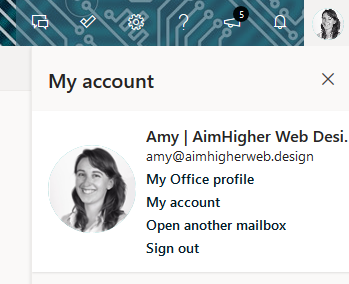 5
My account
Amy | AimHigher Web Desi.
amy@aimhigherweb.design
My Office profile
My account
Open another mailbox
Sign out